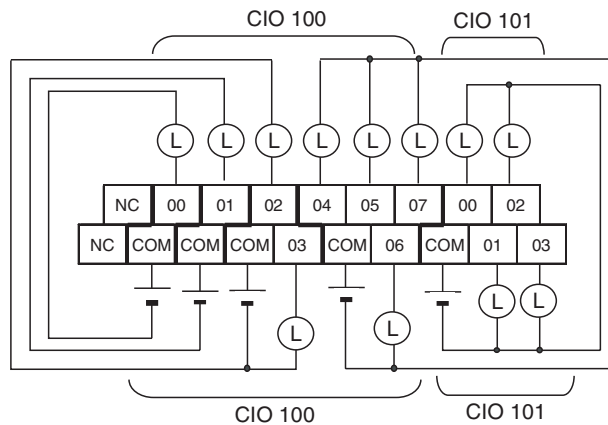 CIO 100 CIO 101
L L L L L L L L
NC 00 01 02 04 05 07 00 02
NC COM COM COM 03 COM 06 COM 01 03
L L
L L
CIO 100 CIO 101